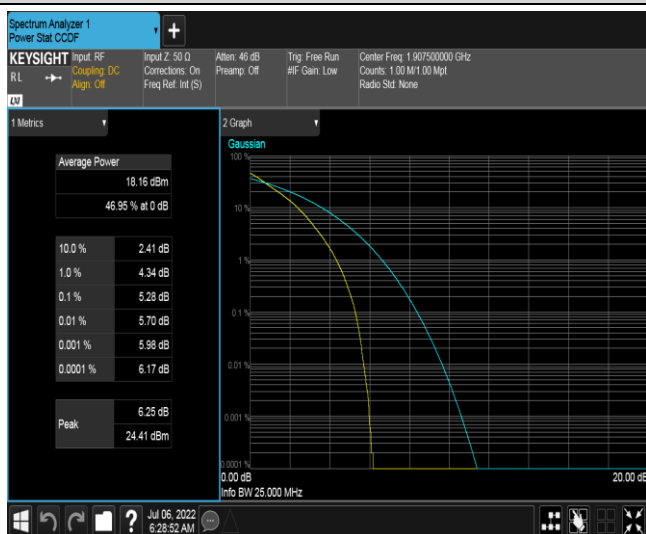 Spectrum Analyzer 1
Power Stat CCDF
+
KEYSIGHT
RL
LXI
Input: RF
Coupling: DC
Align: Off
Input Z: 50 Ω
Corrections: On
Freq Ref: Int (S)
Atten: 46 dB
Preamp: Off
Trig: Free Run
#IF Gain: Low
Center Freq: 1.907500000 GHz
Counts: 1.00 M/1.00 Mpt
Radio Std: None
1 Metrics
Average Power
18.16 dBm
46.95 % at 0 dB
10.0 % 2.41 dB
1.0 % 4.34 dB
0.1 % 5.28 dB
0.01 % 5.70 dB
0.001 % 5.98 dB
0.0001 % 6.17 dB
Peak
6.25 dB
24.41 dBm
2 Graph
Gaussian
100 %
10 %
1 %
0.1 %
0.01 %
0.001 %
0.0001 %
0.00 dB 20.00 dB
Info BW 25.000 MHz
?
Jul 06, 2022
6:28:52 AM